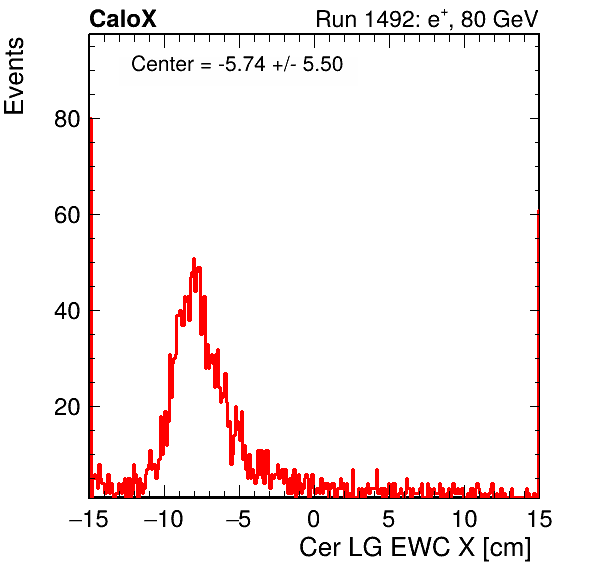 CaloX Run 1492: e⁺, 80 GeV
Center = -5.74 +/- 5.50
Events
80
60
40
20
−15 −10 −5 0 5 10 15
Cer LG EWC X [cm]